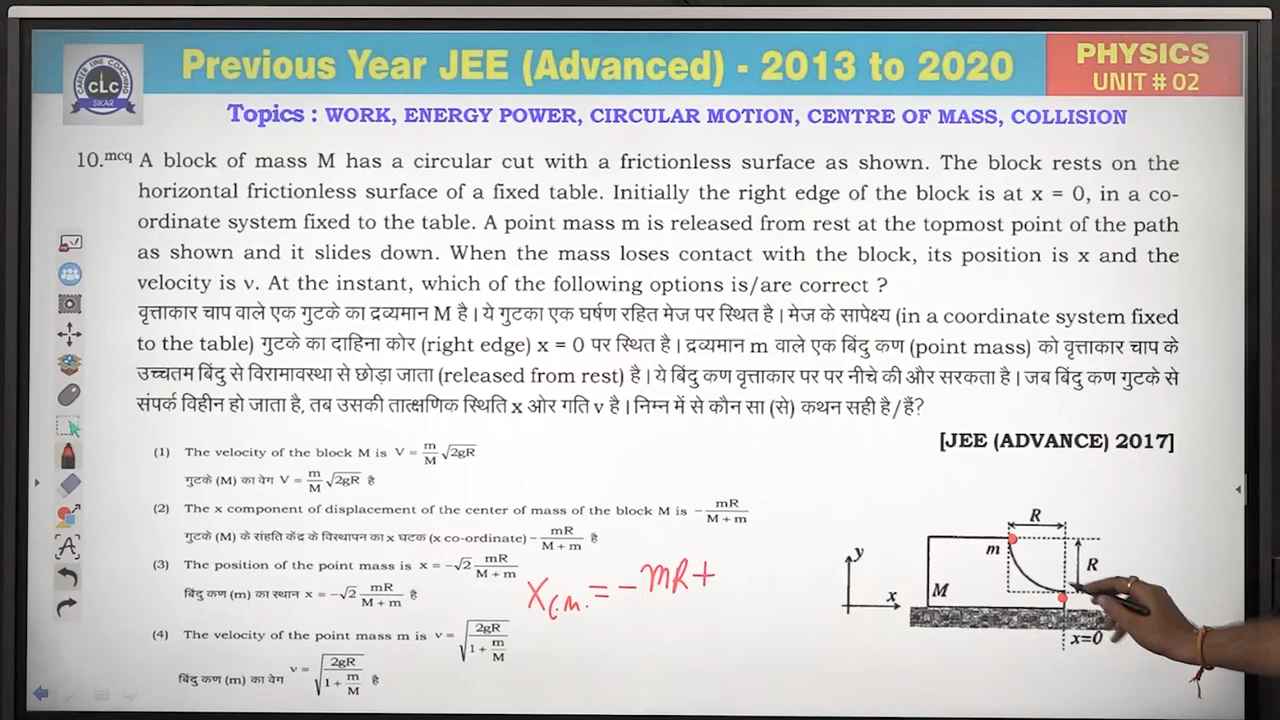 CAREER LINE COACHING
CLC
SIKAR
Previous Year JEE (Advanced) - 2013 to 2020
PHYSICS
UNIT # 02
Topics : WORK, ENERGY POWER, CIRCULAR MOTION, CENTRE OF MASS, COLLISION
10.mcq A block of mass M has a circular cut with a frictionless surface as shown. The block rests on the
horizontal frictionless surface of a fixed table. Initially the right edge of the block is at x = 0, in a co-
ordinate system fixed to the table. A point mass m is released from rest at the topmost point of the path
as shown and it slides down. When the mass loses contact with the block, its position is x and the
velocity is v. At the instant, which of the following options is/are correct ?
वृत्ताकार चाप वाले एक गुटके का द्रव्यमान M है। ये गुटका एक घर्षण रहित मेज पर स्थित है। मेज के सापेक्ष्य (in a coordinate system fixed
to the table) गुटके का दाहिना कोर (right edge) x = 0 पर स्थित है। द्रव्यमान m वाले एक बिंदु कण (point mass) को वृत्ताकार चाप के
उच्चतम बिंदु से विरामावस्था से छोड़ा जाता (released from rest) है। ये बिंदु कण वृत्ताकार पर पर नीचे की और सरकता है। जब बिंदु कण गुटके से
संपर्क विहीन हो जाता है, तब उसकी तात्क्षणिक स्थिति x ओर गति v है। निम्न में से कौन सा (से) कथन सही है/हैं?
[JEE (ADVANCE) 2017]
(1) The velocity of the block M is V = m/M √2gR
गुटके (M) का वेग V = m/M √2gR है
(2) The x component of displacement of the center of mass of the block M is - mR/M + m
गुटके (M) के संहति केंद्र के विस्थापन का x घटक (x co-ordinate) - mR/M + m है
(3) The position of the point mass is x = -√2 mR/M + m
बिंदु कण (m) का स्थान x = -√2 mR/M + m है
(4) The velocity of the point mass m is v = √2gR/1 + m/M
बिंदु कण (m) का वेग v = √2gR/1 + m/M है
Xc.m. = -mR+
R
m
R
M
y
x
x=0